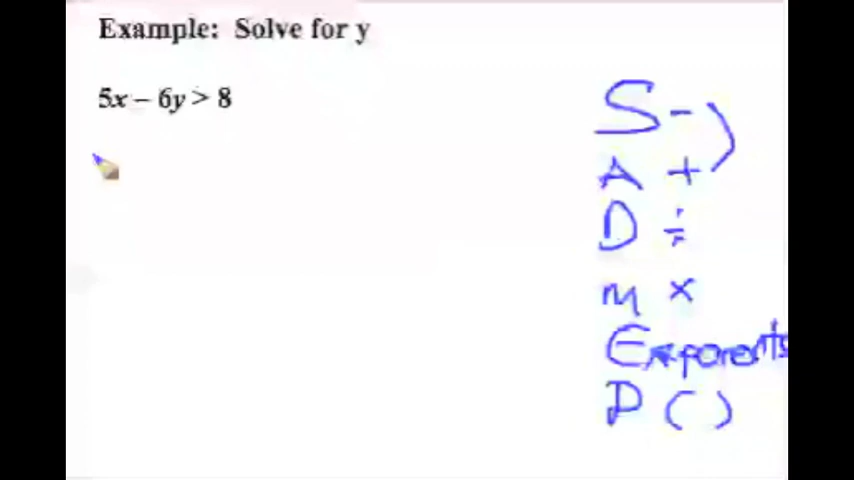 Example: Solve for y
5x – 6y > 8
S -
A +
D ÷
M ×
Exponents
P ( )